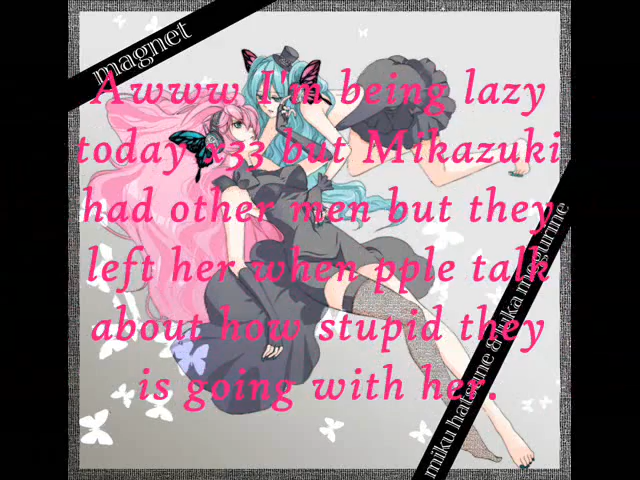 magnet
Awww I'm being lazy
today x33 but Mikazuki
had other men but they
left her when pple talk
about how stupid they
is going with her.
miku hatsune & luka megurine